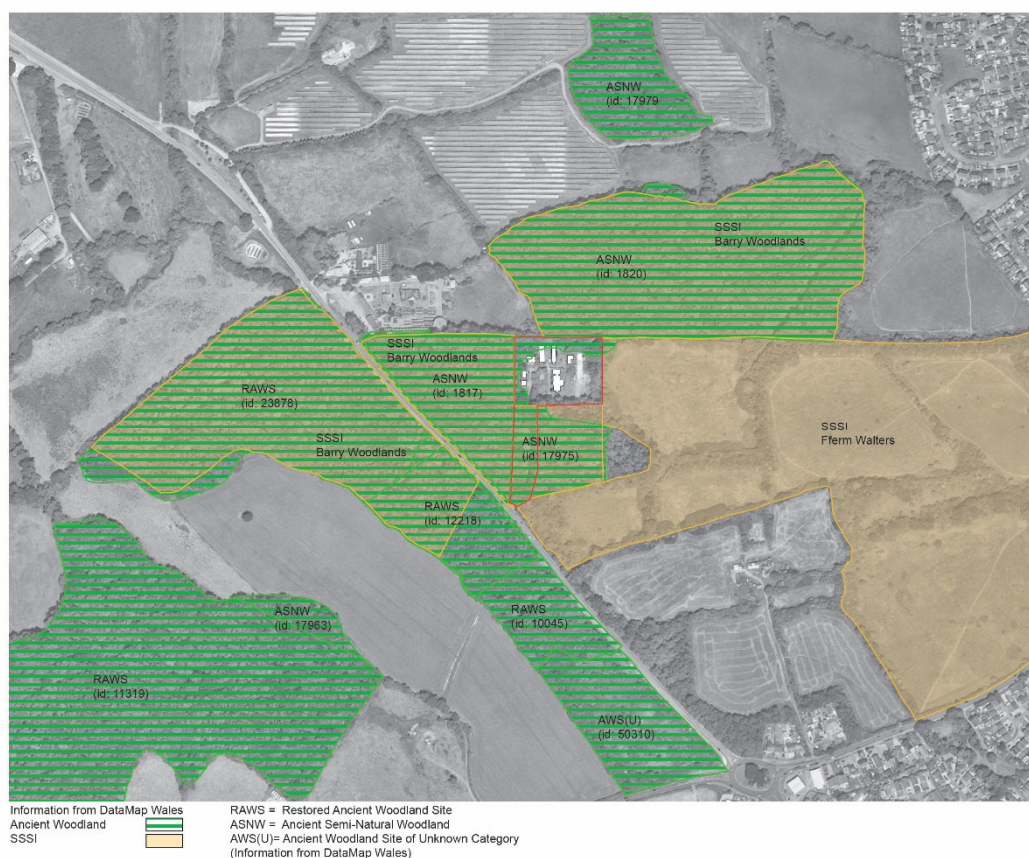 ASNW
(id: 17979
SSSI
Barry Woodlands
ASNW
(id: 1820)
SSSI
Barry Woodlands
ASNW
(id: 1817)
RAWS
(id: 23878)
SSSI
Barry Woodlands
ASNW
(id: 17975)
SSSI
Fferm Walters
RAWS
(id: 12218)
ASNW
(id: 17963)
RAWS
(id: 10045)
RAWS
(id: 11319)
AWS(U)
(id: 50310)
Information from DataMap Wales
Ancient Woodland
SSSI
RAWS = Restored Ancient Woodland Site
ASNW = Ancient Semi-Natural Woodland
AWS(U)= Ancient Woodland Site of Unknown Category
(Information from DataMap Wales)